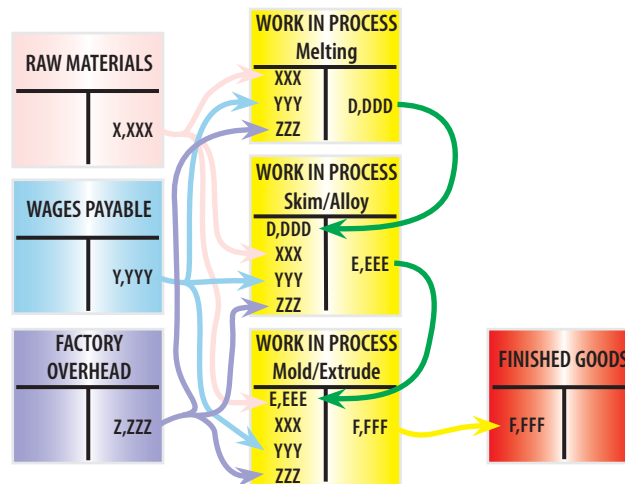 RAW MATERIALS
X,XXX
WAGES PAYABLE
Y,YYY
FACTORY
OVERHEAD
Z,ZZZ
WORK IN PROCESS
Melting
XXX
YYY
ZZZ
D,DDD
WORK IN PROCESS
Skim/Alloy
D,DDD
XXX
YYY
ZZZ
E,EEE
WORK IN PROCESS
Mold/Extrude
E,EEE
XXX
YYY
ZZZ
F,FFF
FINISHED GOODS
F,FFF